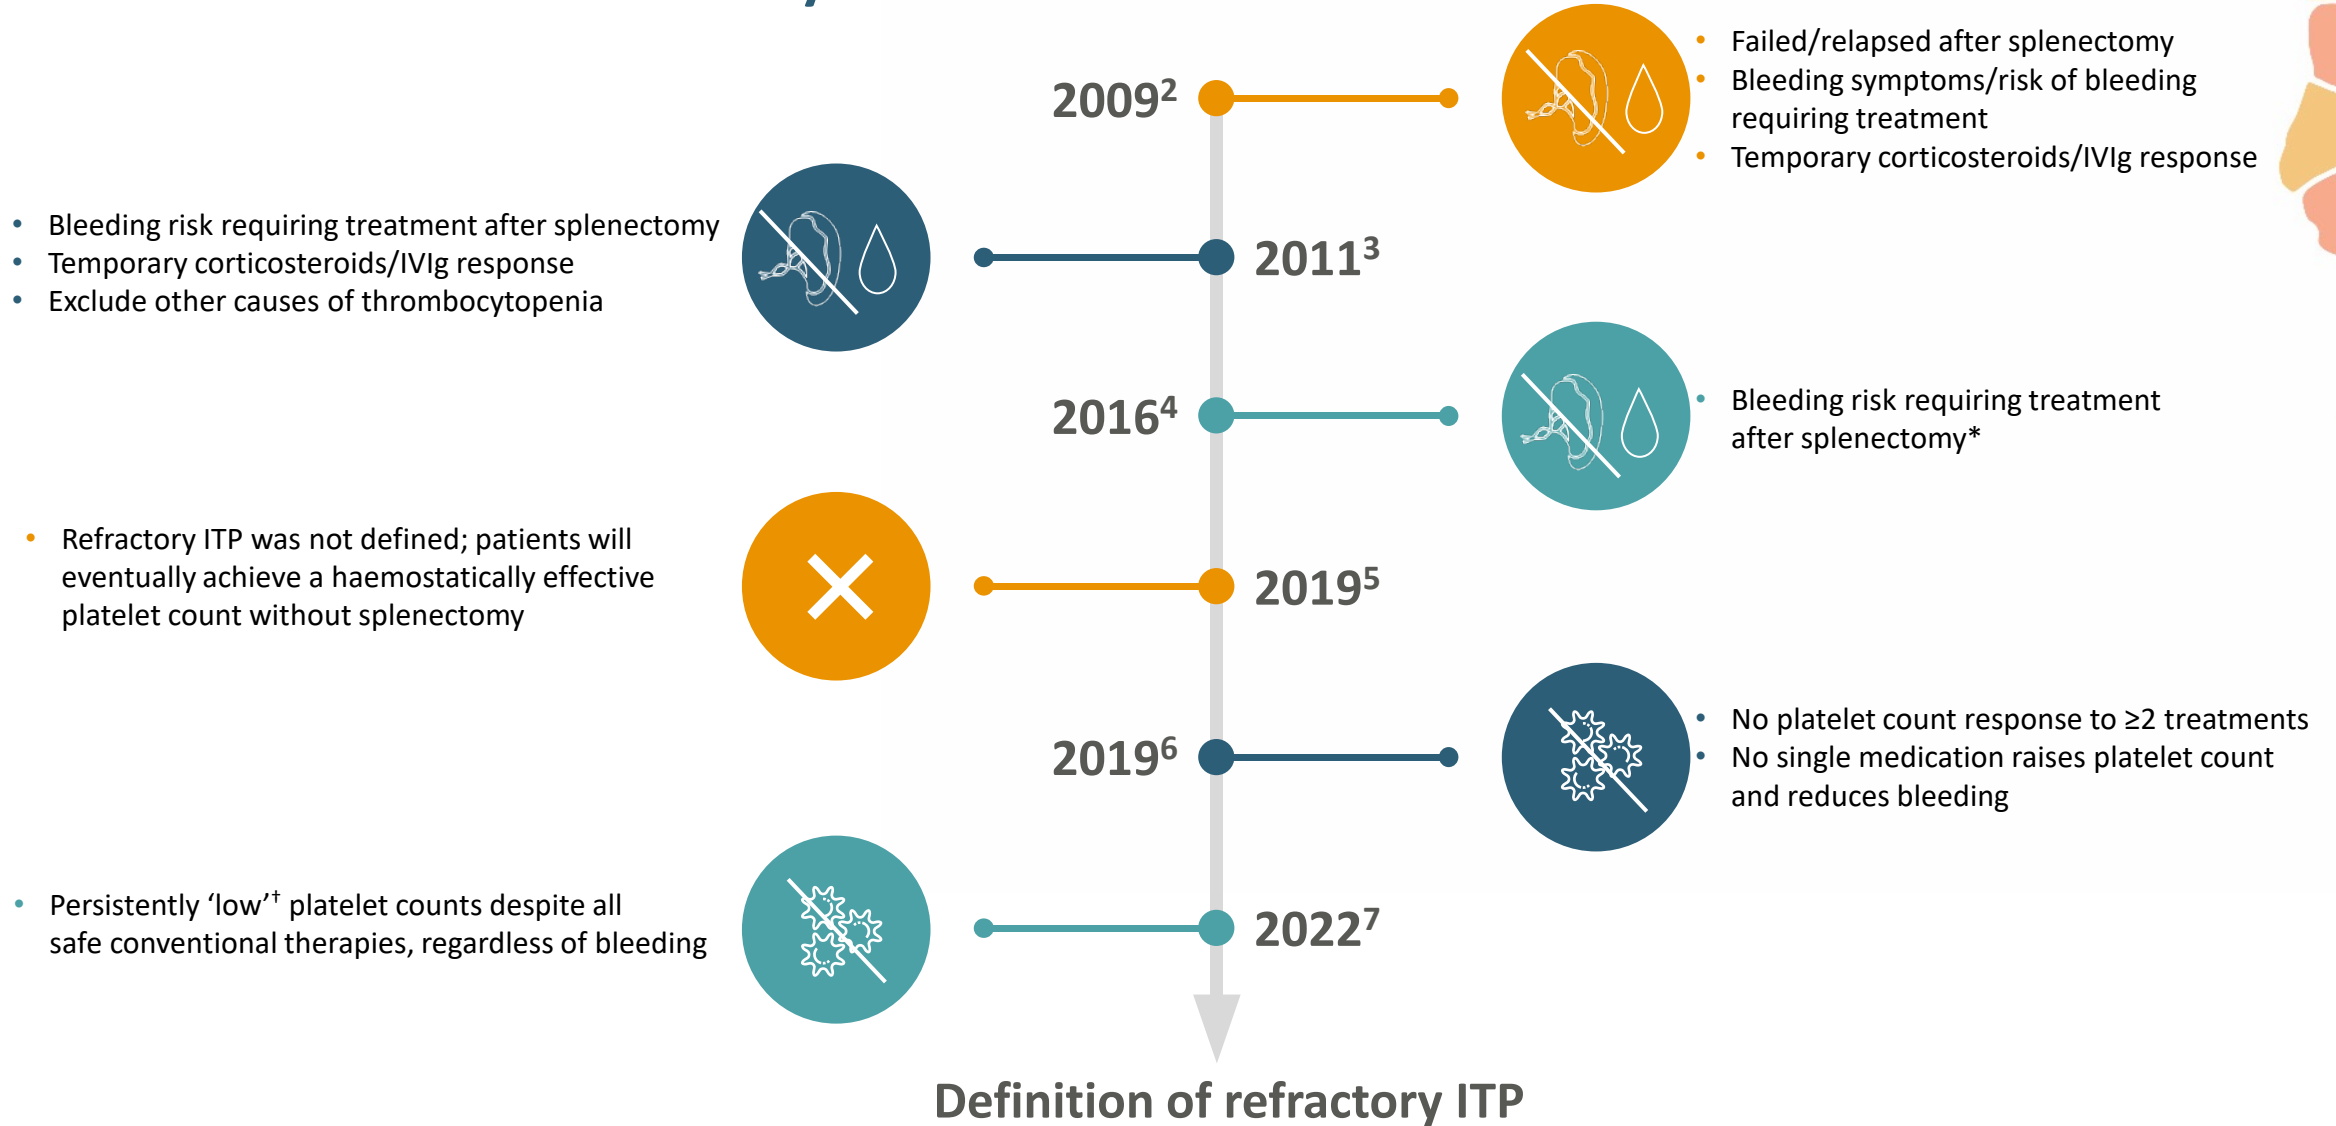 2009²
• Failed/relapsed after splenectomy
• Bleeding symptoms/risk of bleeding
requiring treatment
• Temporary corticosteroids/IVIg response
• Bleeding risk requiring treatment after splenectomy
• Temporary corticosteroids/IVIg response
• Exclude other causes of thrombocytopenia
2011³
2016⁴
• Bleeding risk requiring treatment
after splenectomy*
• Refractory ITP was not defined; patients will
eventually achieve a haemostatically effective
platelet count without splenectomy
2019⁵
2019⁶
• No platelet count response to ≥2 treatments
• No single medication raises platelet count
and reduces bleeding
• Persistently ‘low’† platelet counts despite all
safe conventional therapies, regardless of bleeding
2022⁷
Definition of refractory ITP